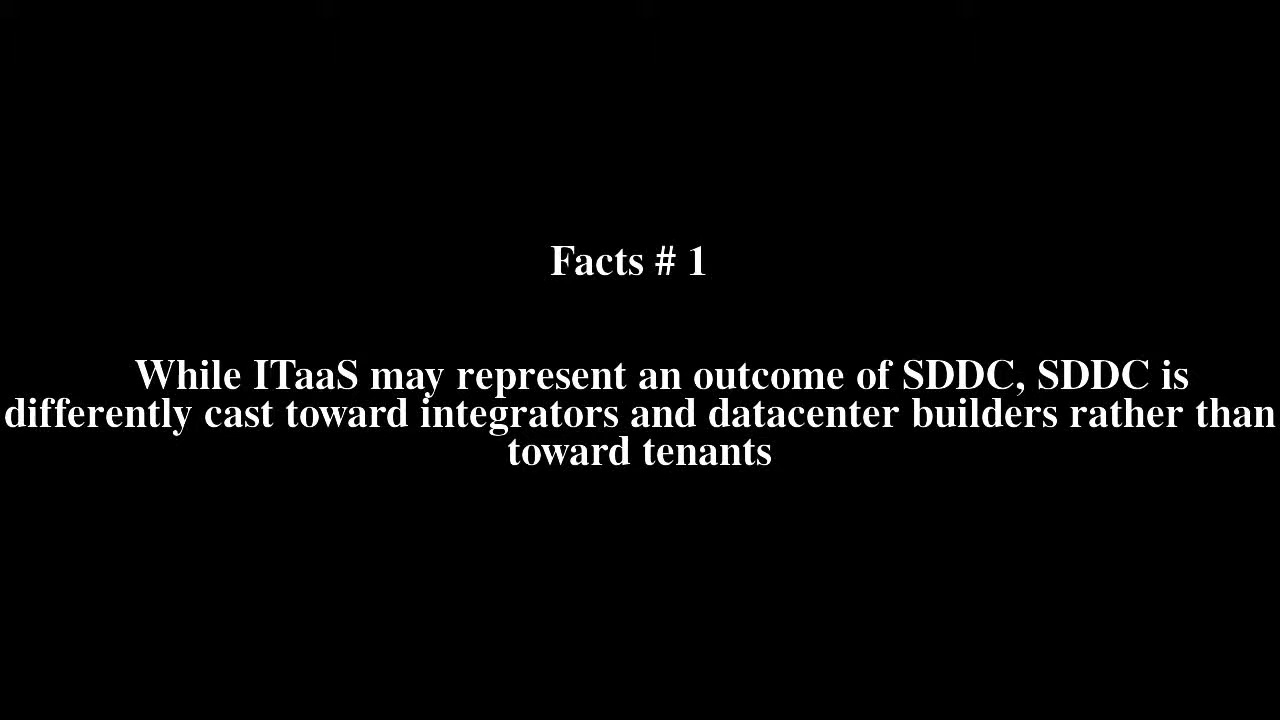 Facts # 1
While ITaaS may represent an outcome of SDDC, SDDC is
differently cast toward integrators and datacenter builders rather than
toward tenants